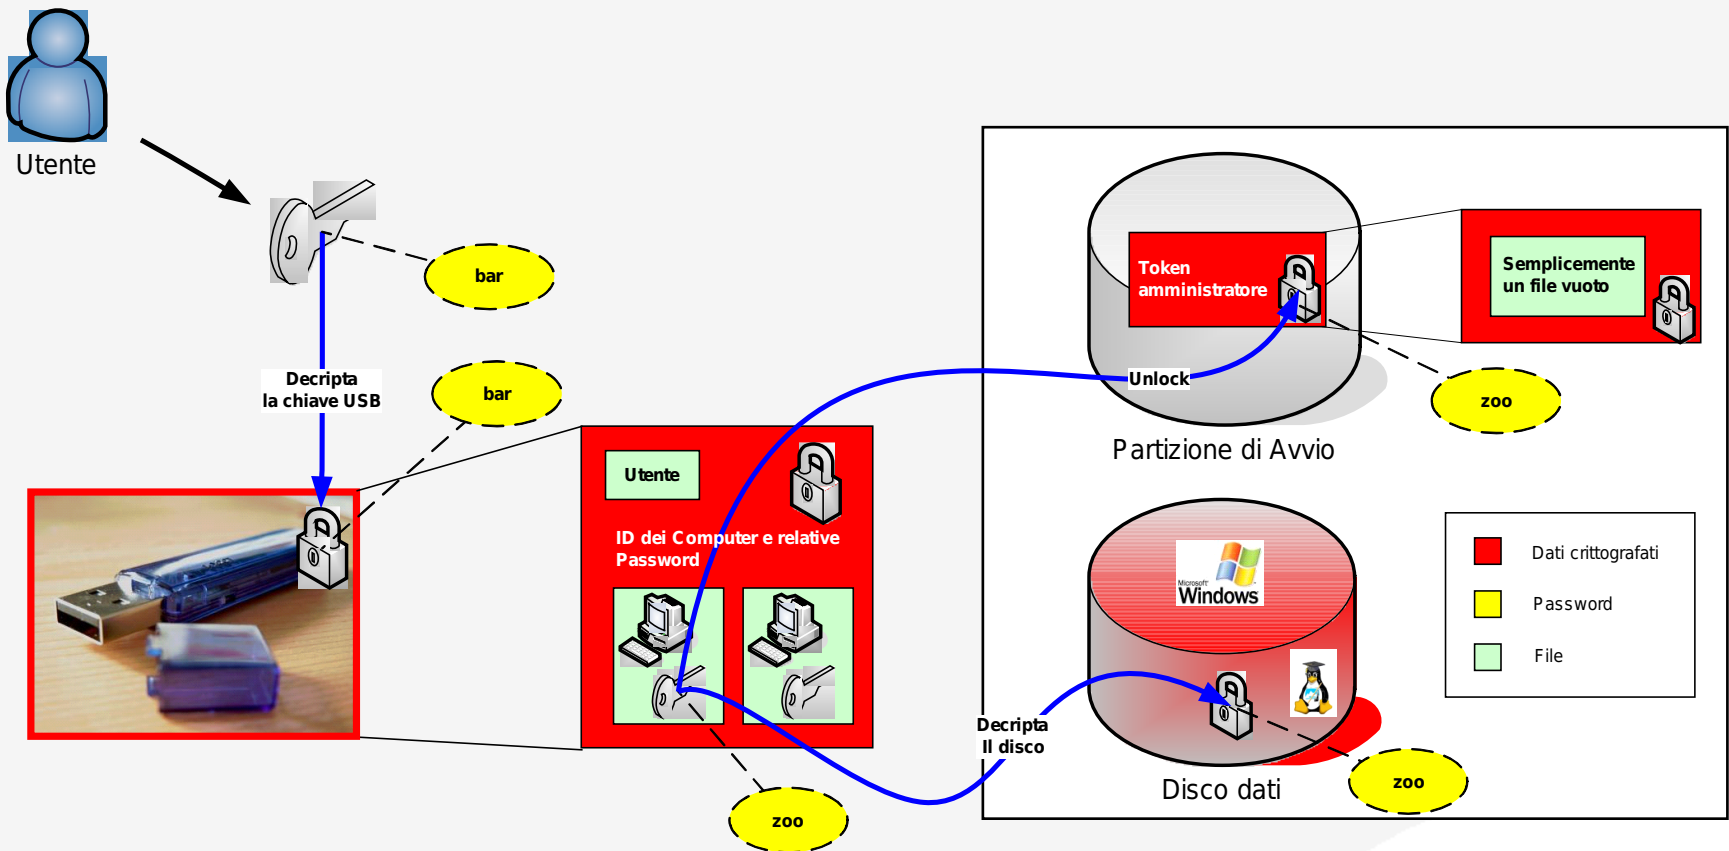 Utente
bar
Decripta
la chiave USB
bar
Utente
ID dei Computer e relative
Password
zoo
Token
amministratore
Semplicemente
un file vuoto
Unlock
zoo
Partizione di Avvio
Microsoft
Windows
Decripta
Il disco
zoo
Disco dati
Dati crittografati
Password
File